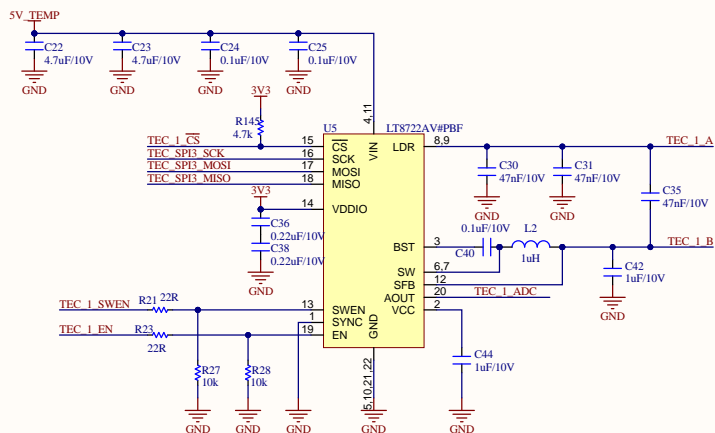 5V_TEMP
C22
4.7uF/10V
C23
4.7uF/10V
C24
0.1uF/10V
C25
0.1uF/10V
GND
GND
GND
GND
3V3
4,11
R145
4.7k
U5
LT8722AV#PBF
TEC_1_CS
15
CS
VIN
LDR
8,9
TEC_1_A
TEC_SPI3_SCK
16
SCK
TEC_SPI3_MOSI
17
MOSI
TEC_SPI3_MISO
18
MISO
C30
47nF/10V
C31
47nF/10V
3V3
14
VDDIO
GND
GND
C35
47nF/10V
C36
0.22uF/10V
C38
0.22uF/10V
GND
0.1uF/10V
L2
BST
3
C40
1uH
TEC_1_B
SW
6,7
SFB
12
C42
1uF/10V
AOUT
20
TEC_1_ADC
GND
TEC_1_SWEN
R21
22R
13
SWEN
VCC
2
1
SYNC
TEC_1_EN
R23
22R
19
EN
GND
C44
1uF/10V
R27
10k
R28
10k
5,10,21,22
GND
GND
GND
GND
GND